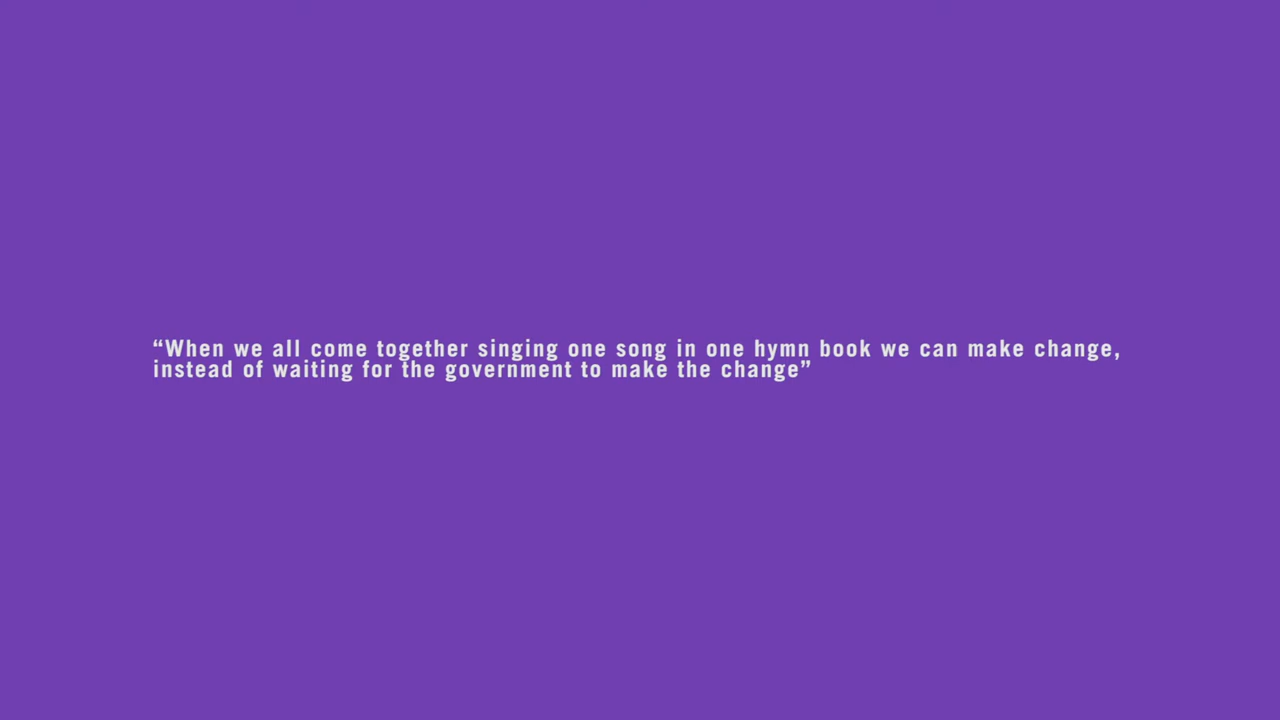 “When we all come together singing one song in one hymn book we can make change,
instead of waiting for the government to make the change”